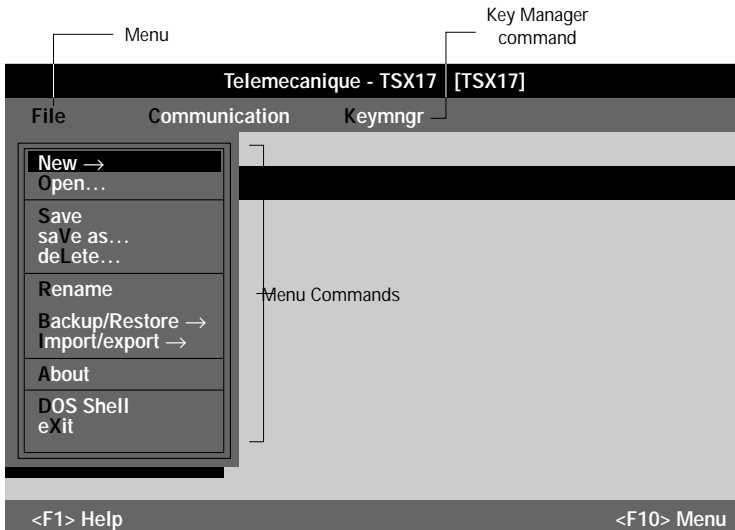 Menu
Key Manager
command
Telemecanique - TSX17 [TSX17]
File Communication Keymngr
New →
Open...
Save
saVe as...
deLete...
Rename
Backup/Restore →
Import/export →
About
DOS Shell
eXit
Menu Commands
<F1> Help <F10> Menu